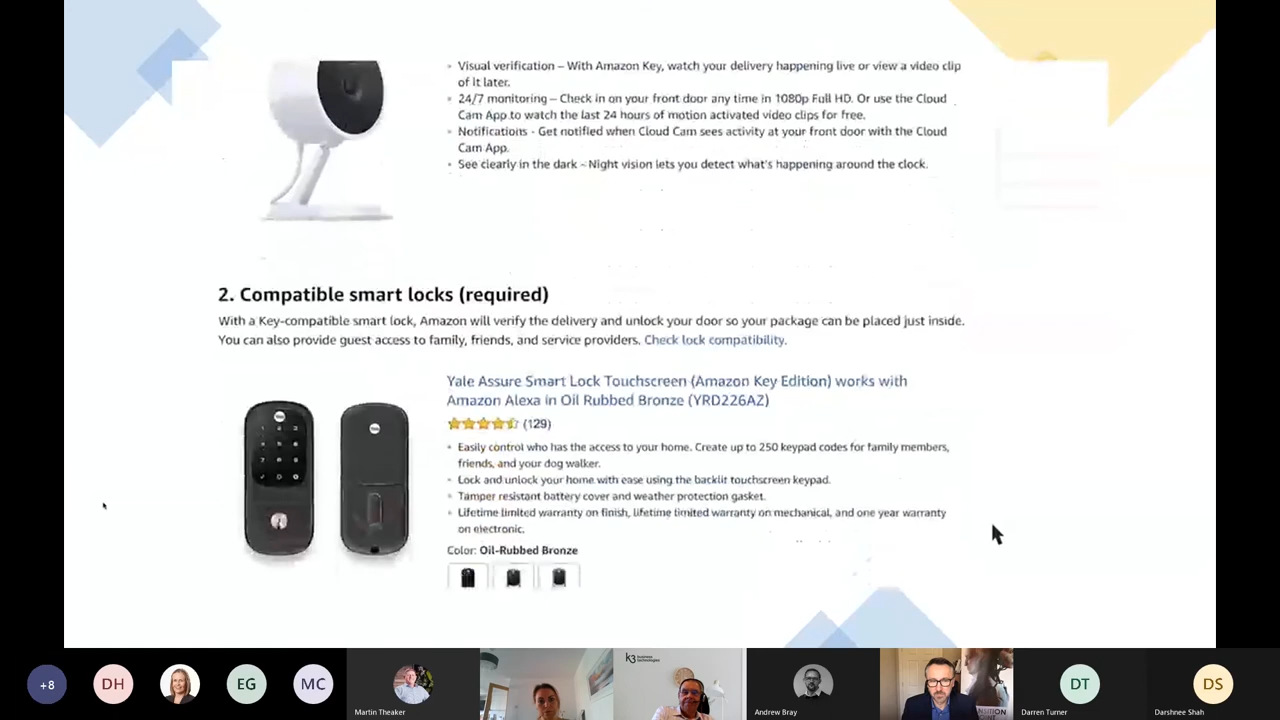 Visual verification – With Amazon Key, watch your delivery happening live or view a video clip
of it later.
24/7 monitoring – Check in on your front door any time in 1080p Full HD. Or use the Cloud
Cam App to watch the last 24 hours of motion activated video clips for free.
Notifications - Get notified when Cloud Cam sees activity at your front door with the Cloud
Cam App.
See clearly in the dark – Night vision lets you detect what's happening around the clock.
2. Compatible smart locks (required)
With a Key-compatible smart lock, Amazon will verify the delivery and unlock your door so your package can be placed just inside.
You can also provide guest access to family, friends, and service providers. Check lock compatibility.
Yale Assure Smart Lock Touchscreen (Amazon Key Edition) works with
Amazon Alexa in Oil Rubbed Bronze (YRD226AZ)
(129)
Easily control who has the access to your home. Create up to 250 keypad codes for family members,
friends, and your dog walker.
Lock and unlock your home with ease using the backlit touchscreen keypad.
Tamper resistant battery cover and weather protection gasket.
Lifetime limited warranty on finish, lifetime limited warranty on mechanical, and one year warranty
on electronic.
Color: Oil-Rubbed Bronze
+8
DH
EG
MC
Martin Theaker
k3 business
technologies
Andrew Bray
DT
Darren Turner
DS
Darshnee Shah